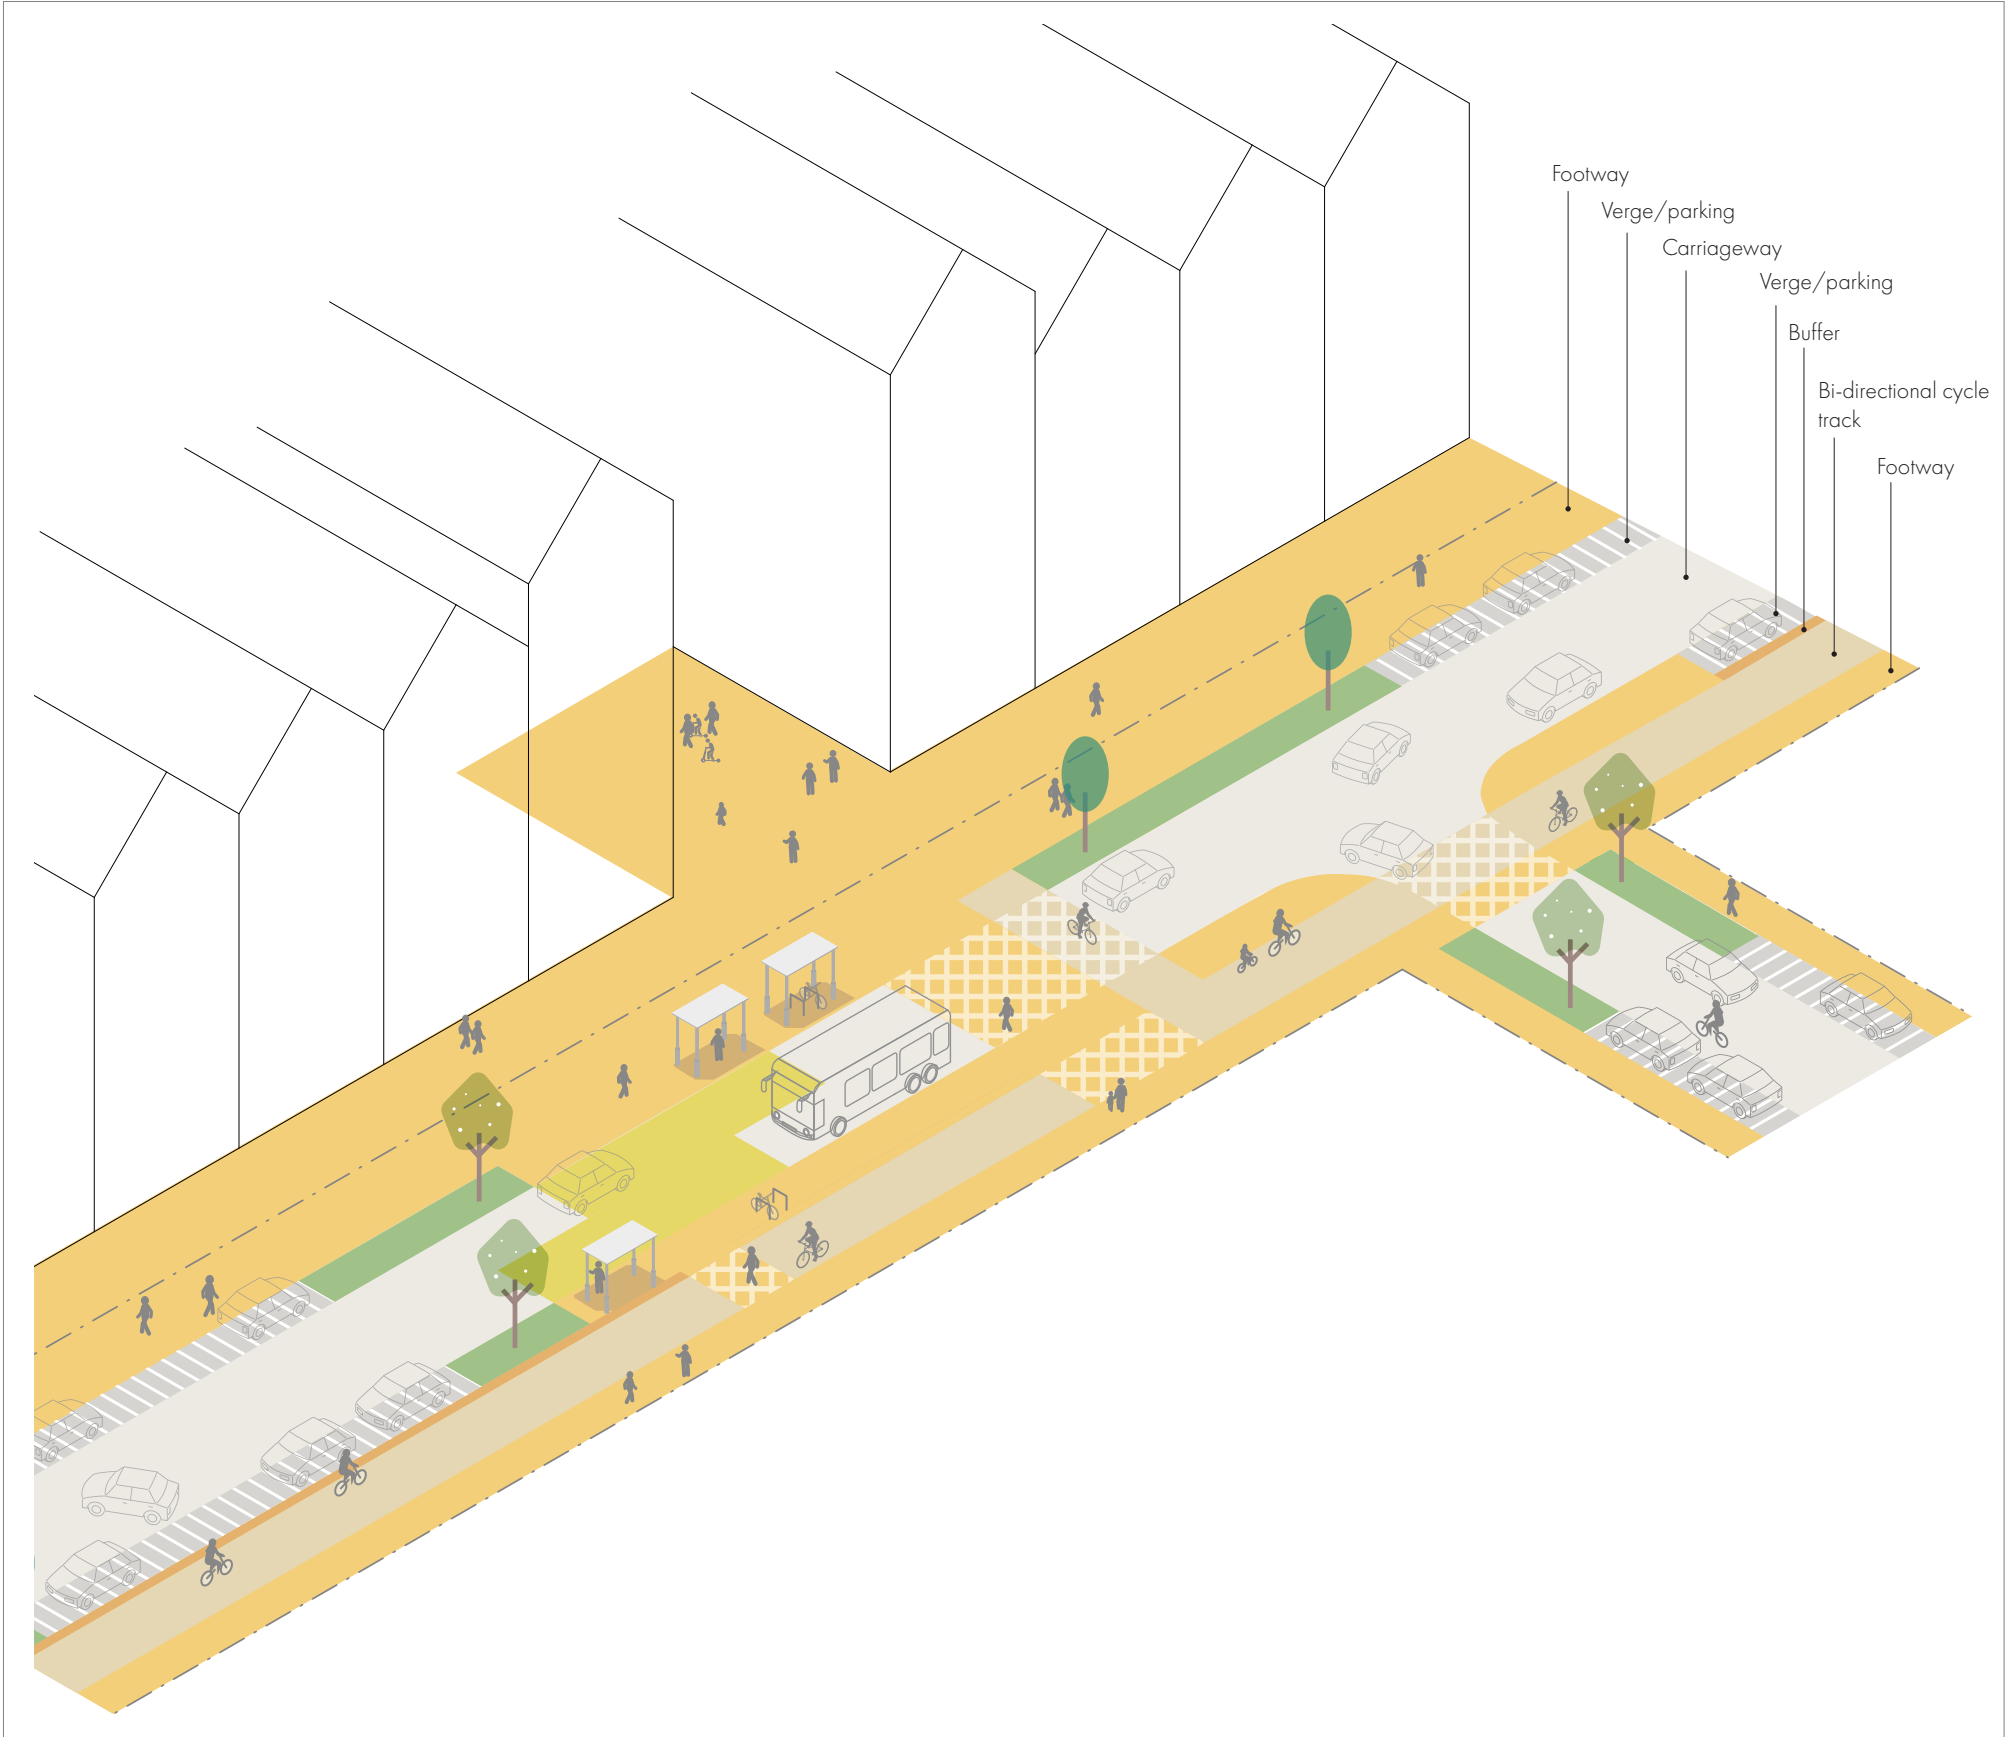 Footway
Verge/parking
Carriageway
Verge/parking
Buffer
Bi-directional cycle
track
Footway